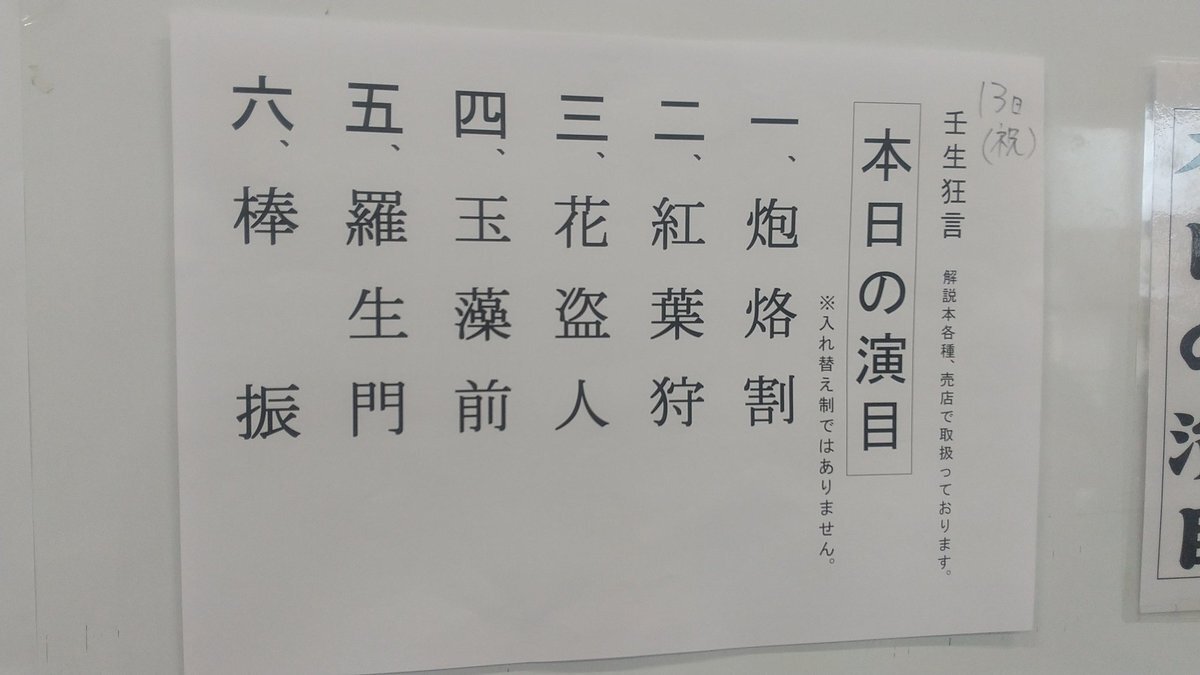 13日
(祝)
壬生狂言 解説本各種、売店で取扱っております。
本日の演目
※入れ替え制ではありません。
一、炮烙割
二、紅葉狩
三、花盗人
四、玉藻前
五、羅生門
六、棒振